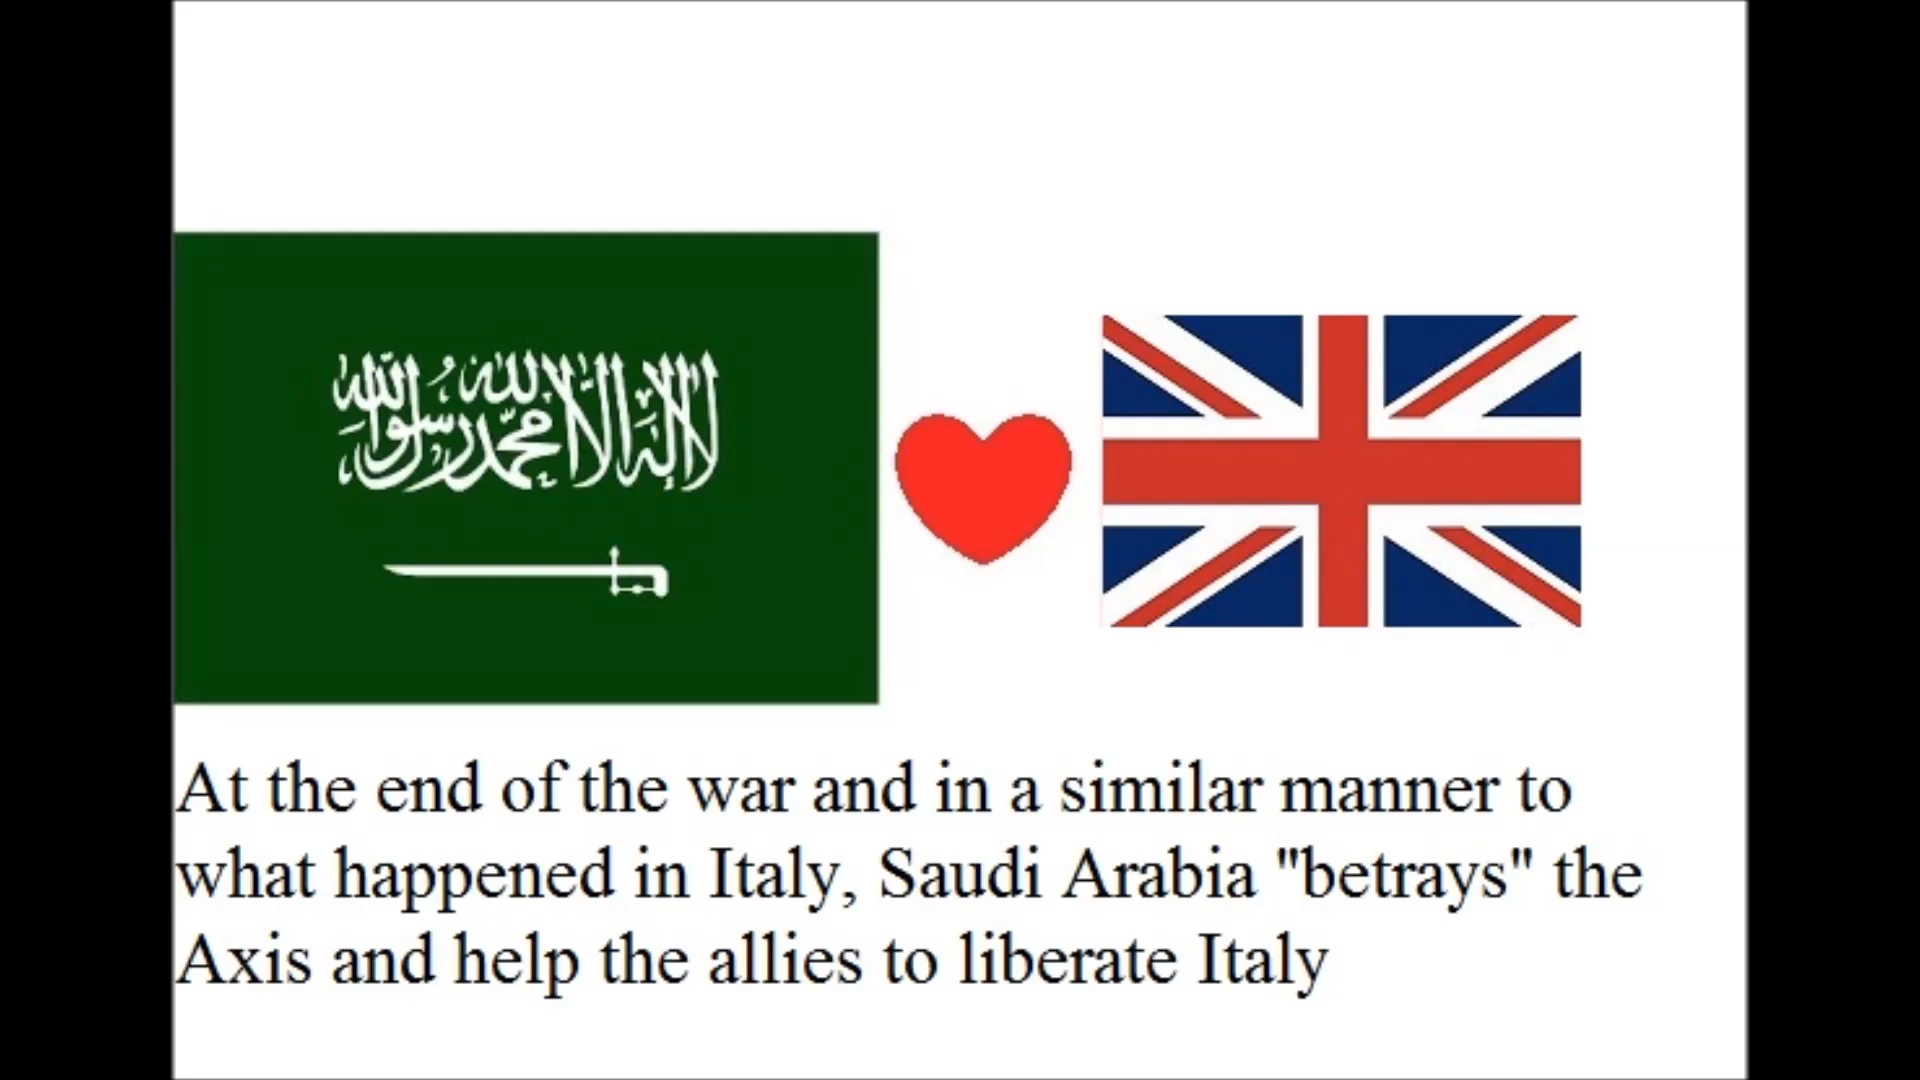 لا إله إلا الله محمد رسول الله
At the end of the war and in a similar manner to
what happened in Italy, Saudi Arabia "betrays" the
Axis and help the allies to liberate Italy